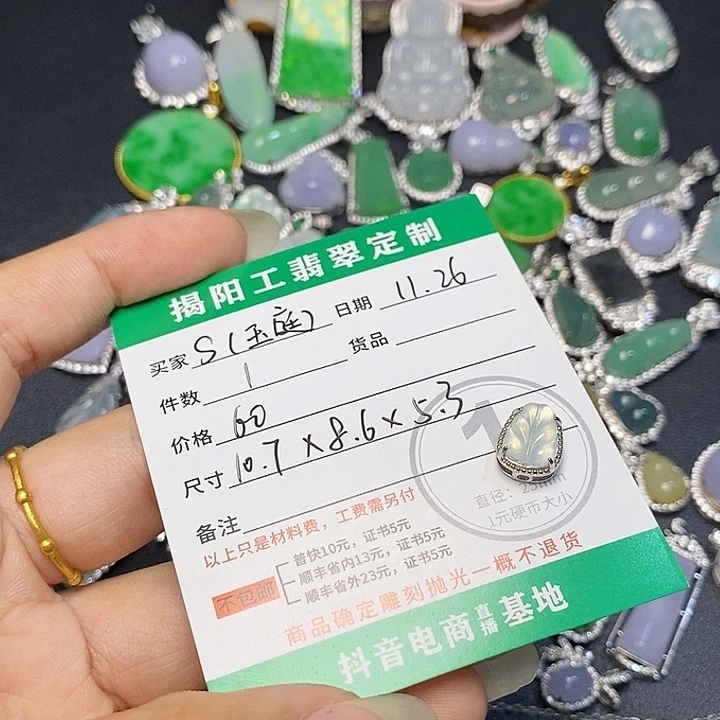 揭阳工翡翠定制
买家 S(玉庭) 日期 11.26
件数 1 货品
价格 60
尺寸 10.7×8.6×5.3
备注
1
直径：25mm
1元硬币大小
以上只是材料费，工费需另付
不包邮
普快10元，证书5元
顺丰省内13元，证书5元
顺丰省外23元，证书5元
商品确定雕刻抛光一概不退货
抖音电商直播基地